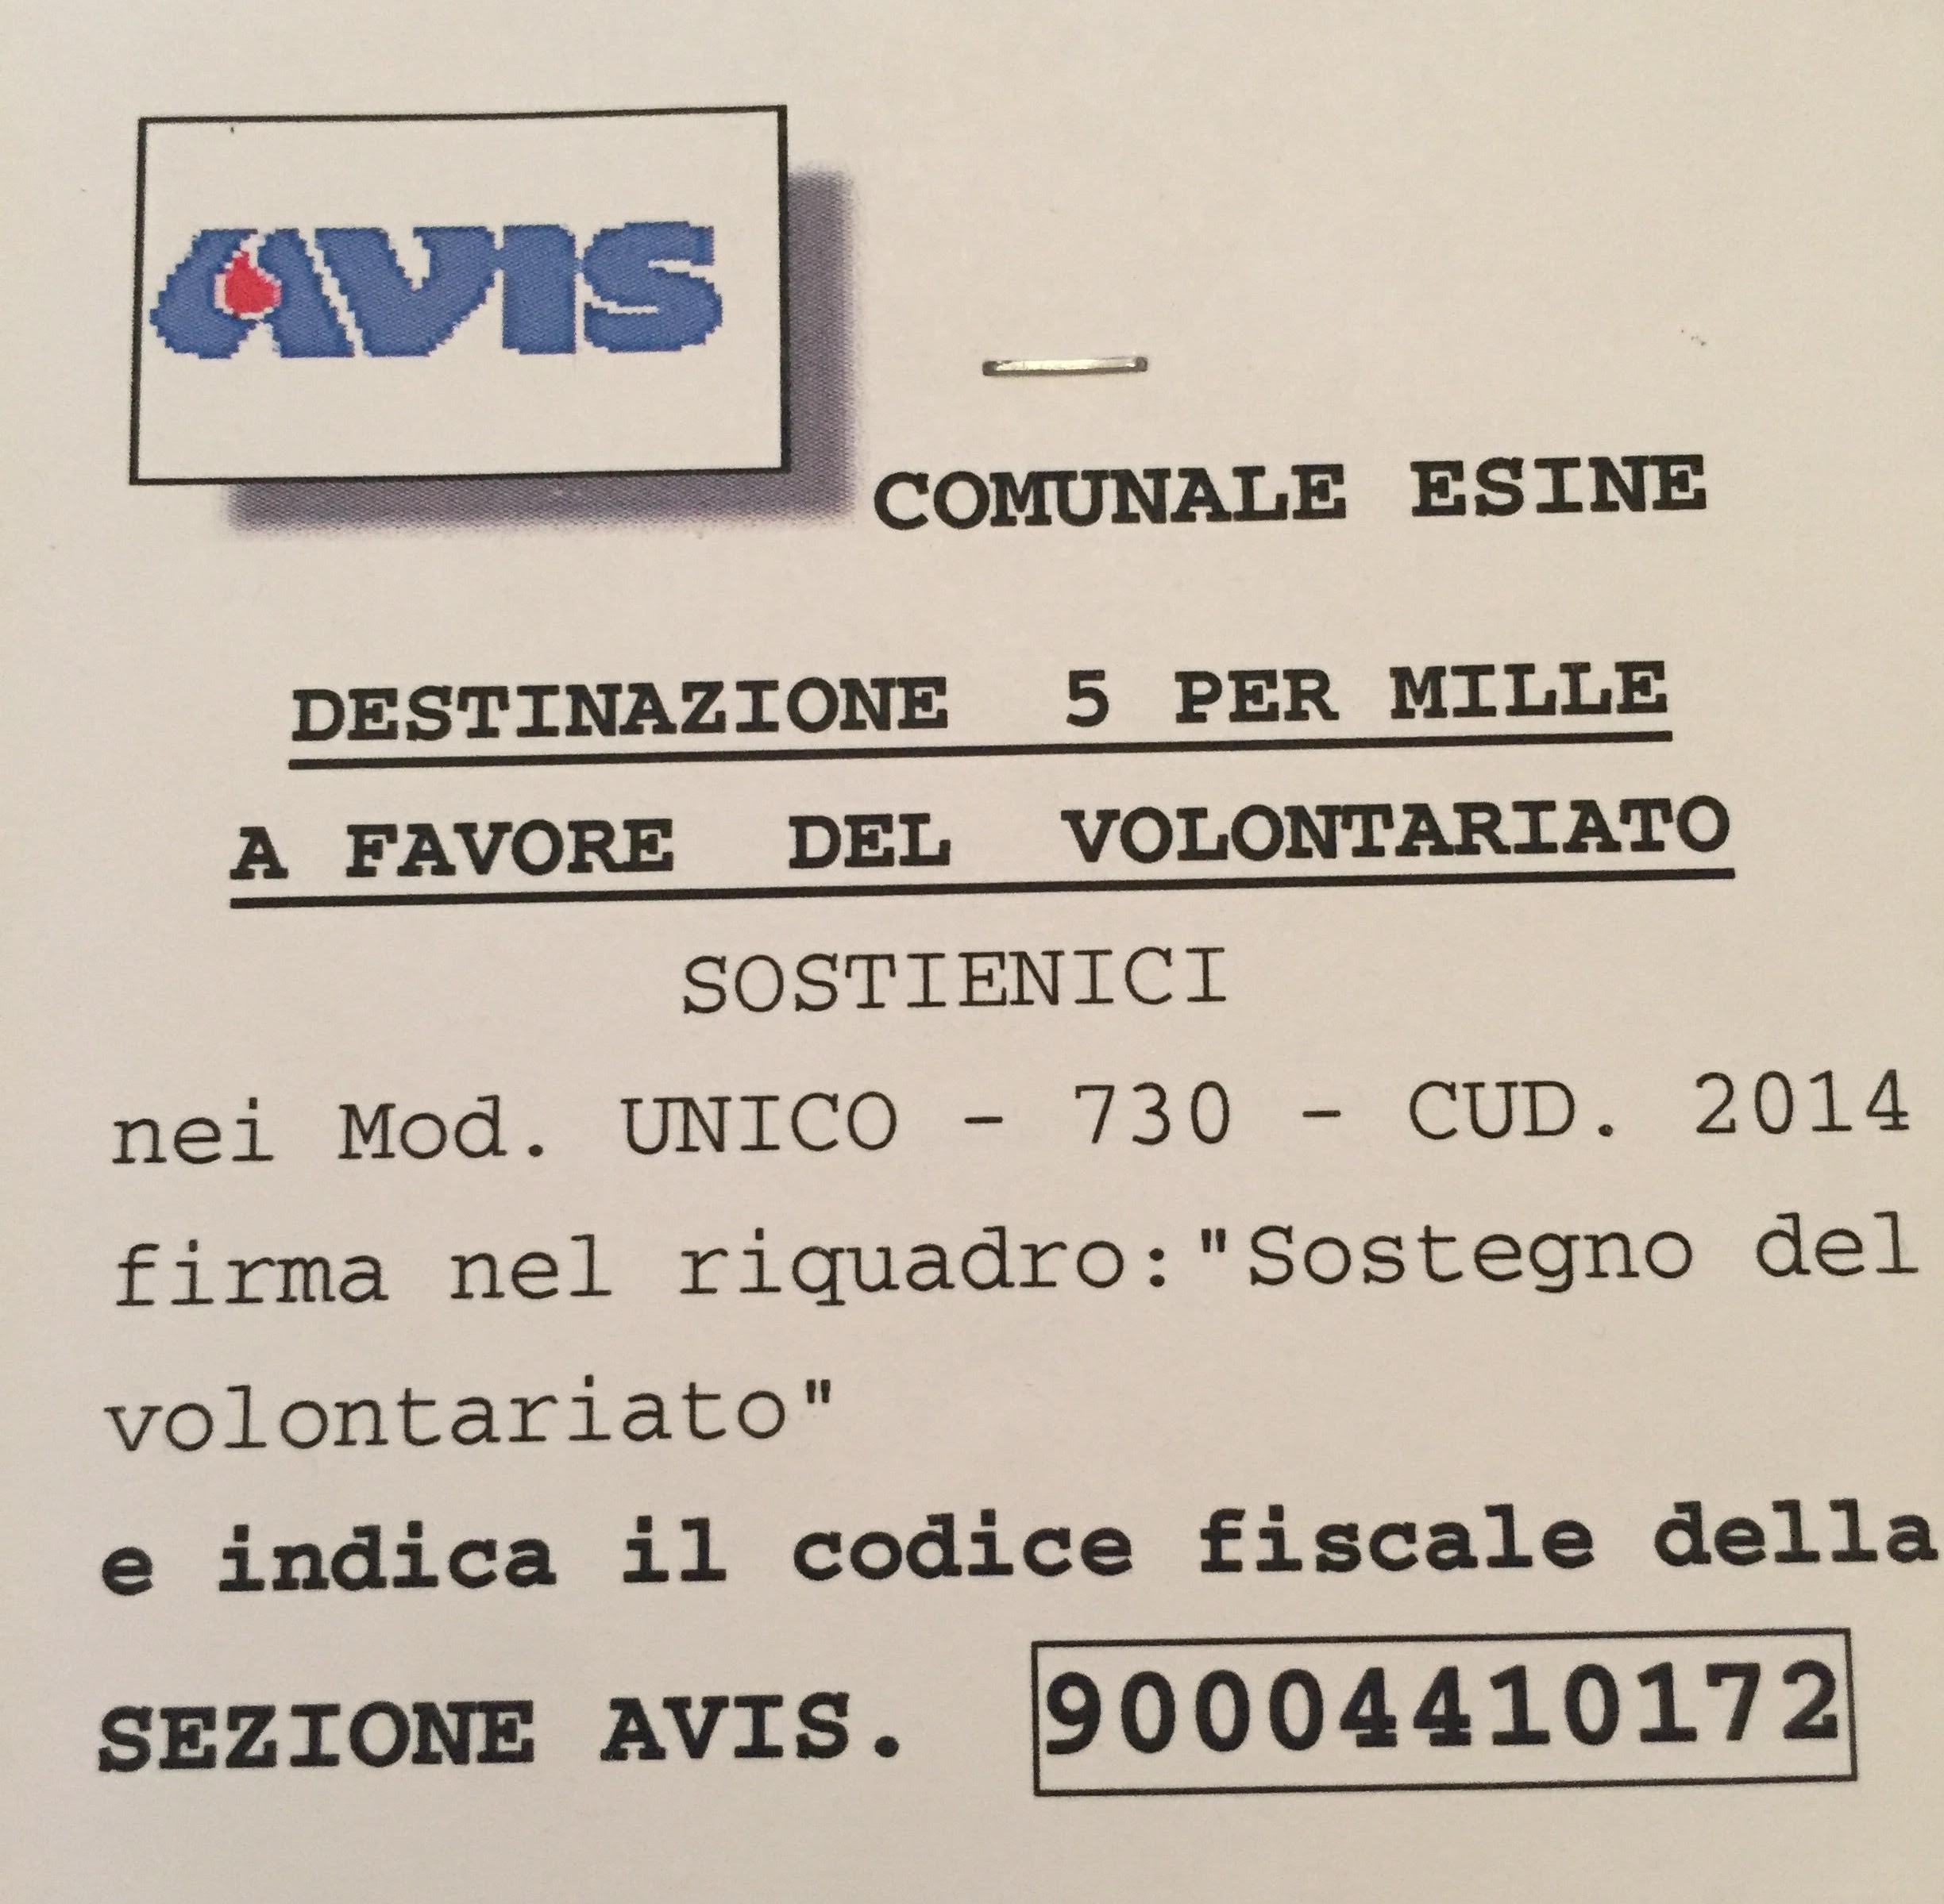 AVIS
COMUNALE ESINE
DESTINAZIONE 5 PER MILLE
A FAVORE DEL VOLONTARIATO
SOSTIENICI
nei Mod. UNICO - 730 - CUD. 2014
firma nel riquadro:"Sostegno del
volontariato"
e indica il codice fiscale della
SEZIONE AVIS. 90004410172